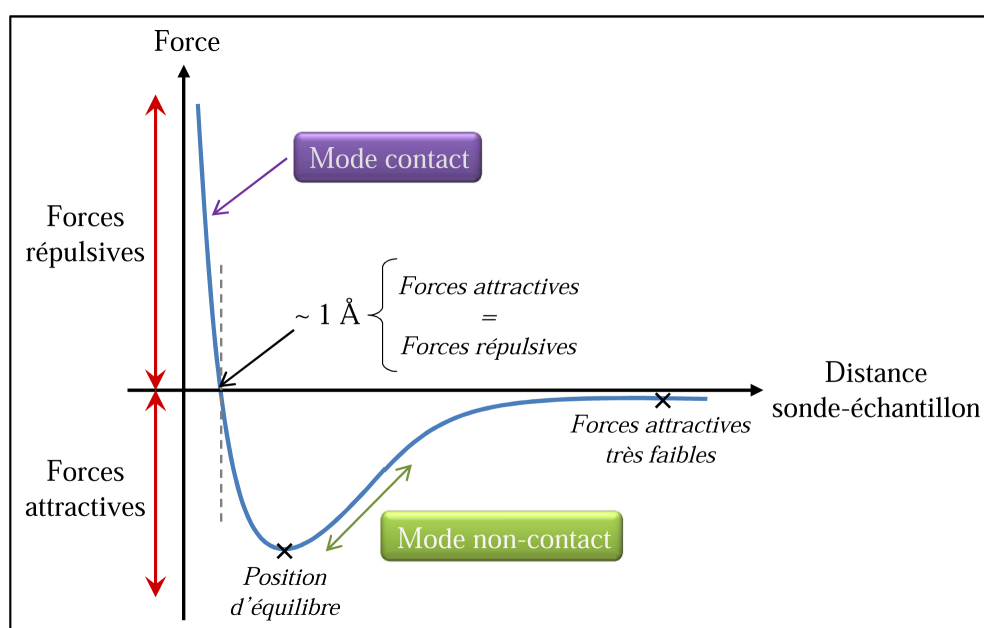 Force
Mode contact
Forces
répulsives
~ 1 Å
Forces attractives
=
Forces répulsives
Distance
sonde-échantillon
Forces attractives
très faibles
Forces
attractives
Mode non-contact
Position
d’équilibre